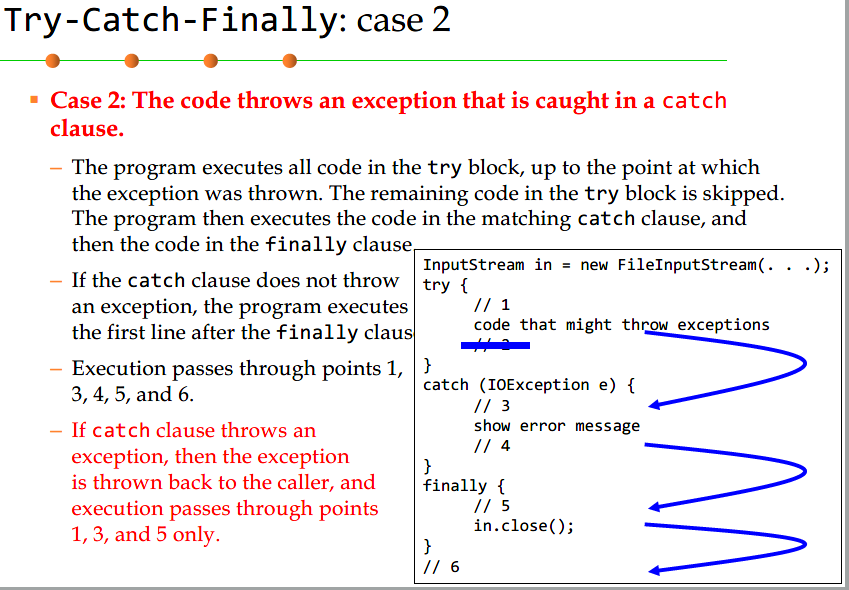 Try-Catch-Finally: case 2
Case 2: The code throws an exception that is caught in a catch
clause.
– The program executes all code in the try block, up to the point at which
the exception was thrown. The remaining code in the try block is skipped.
The program then executes the code in the matching catch clause, and
then the code in the finally clause
– If the catch clause does not throw
an exception, the program executes
the first line after the finally claus
– Execution passes through points 1,
3, 4, 5, and 6.
– If catch clause throws an
exception, then the exception
is thrown back to the caller, and
execution passes through points
1, 3, and 5 only.
InputStream in = new FileInputStream(. . .);
try {
// 1
code that might throw exceptions
// 2
}
catch (IOException e) {
// 3
show error message
// 4
}
finally {
// 5
in.close();
}
// 6